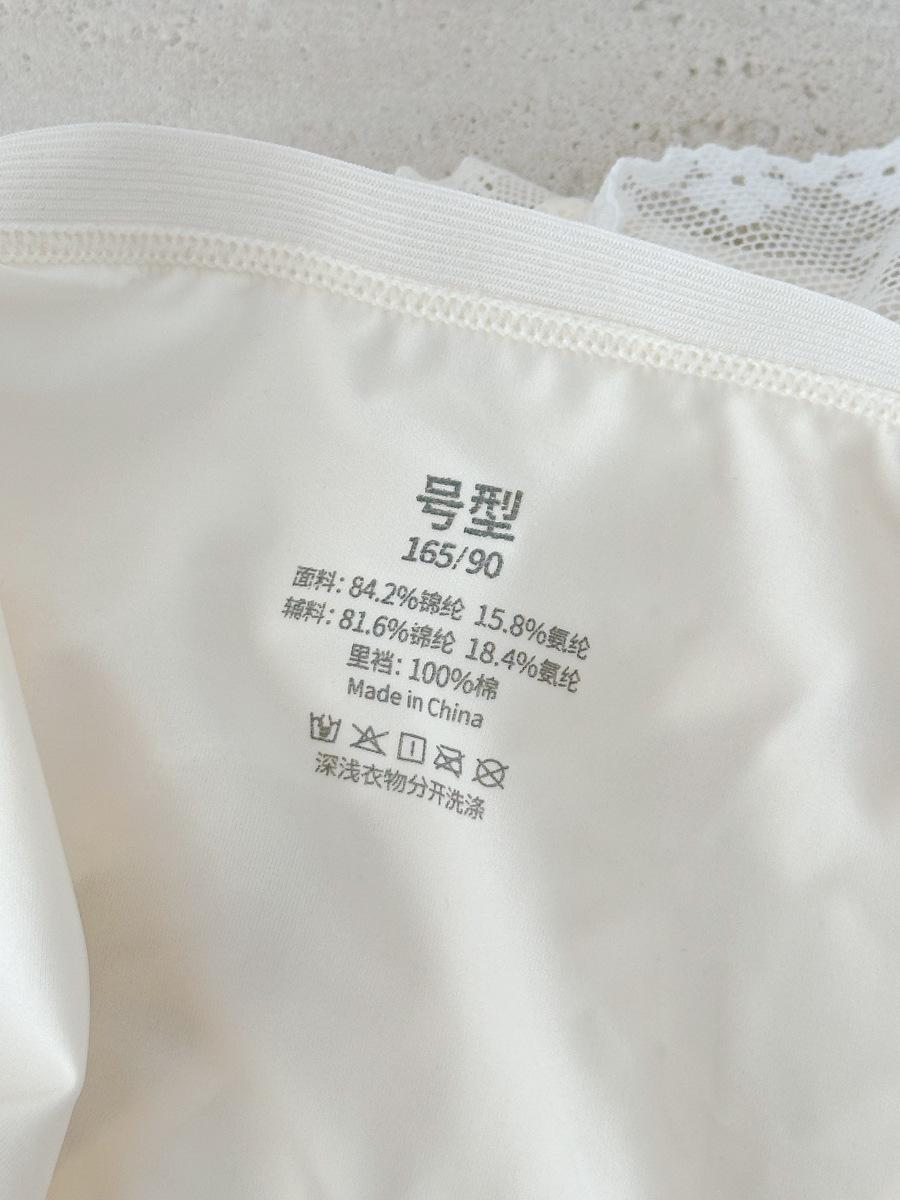 号型
165/90
面料: 84.2%锦纶 15.8%氨纶
辅料: 81.6%锦纶 18.4%氨纶
里裆: 100%棉
Made in China
深浅衣物分开洗涤